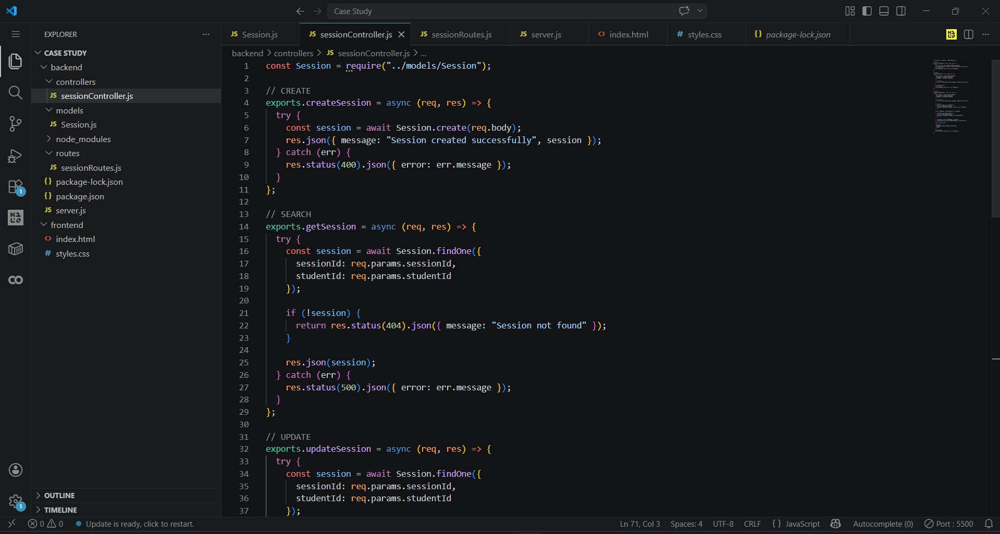 Case Study
EXPLORER
CASE STUDY
backend
controllers
JS sessionController.js
models
JS Session.js
node_modules
routes
JS sessionRoutes.js
{} package-lock.json
{} package.json
JS server.js
frontend
<> index.html
# styles.css
OUTLINE
TIMELINE
1
1
JS Session.js
JS sessionController.js
JS sessionRoutes.js
JS server.js
<> index.html
# styles.css
{} package-lock.json
backend > controllers > JS sessionController.js > ...
1 const Session = require("../models/Session");
2
3 // CREATE
4 exports.createSession = async (req, res) => {
5 try {
6 const session = await Session.create(req.body);
7 res.json({ message: "Session created successfully", session });
8 } catch (err) {
9 res.status(400).json({ error: err.message });
10 }
11 };
12
13 // SEARCH
14 exports.getSession = async (req, res) => {
15 try {
16 const session = await Session.findOne({
17 sessionId: req.params.sessionId,
18 studentId: req.params.studentId
19 });
20
21 if (!session) {
22 return res.status(404).json({ message: "Session not found" });
23 }
24
25 res.json(session);
26 } catch (err) {
27 res.status(500).json({ error: err.message });
28 }
29 };
30
31 // UPDATE
32 exports.updateSession = async (req, res) => {
33 try {
34 const session = await Session.findOne({
35 sessionId: req.params.sessionId,
36 studentId: req.params.studentId
37 });
0 0 Update is ready, click to restart. Ln 71, Col 3 Spaces: 4 UTF-8 CRLF {} JavaScript Autocomplete (0) Port : 5500